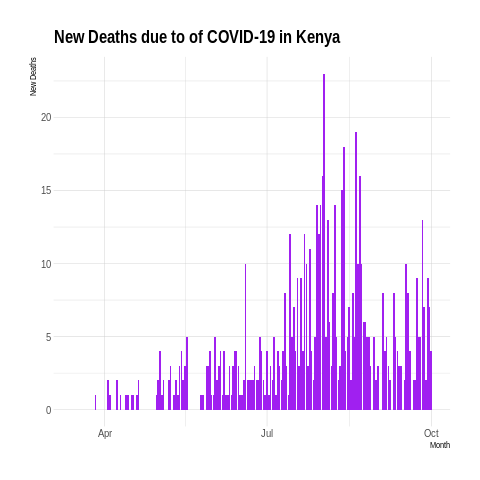 New Deaths due to of COVID-19 in Kenya
New Deaths
20
15
10
5
0
Apr
Jul
Oct
Month